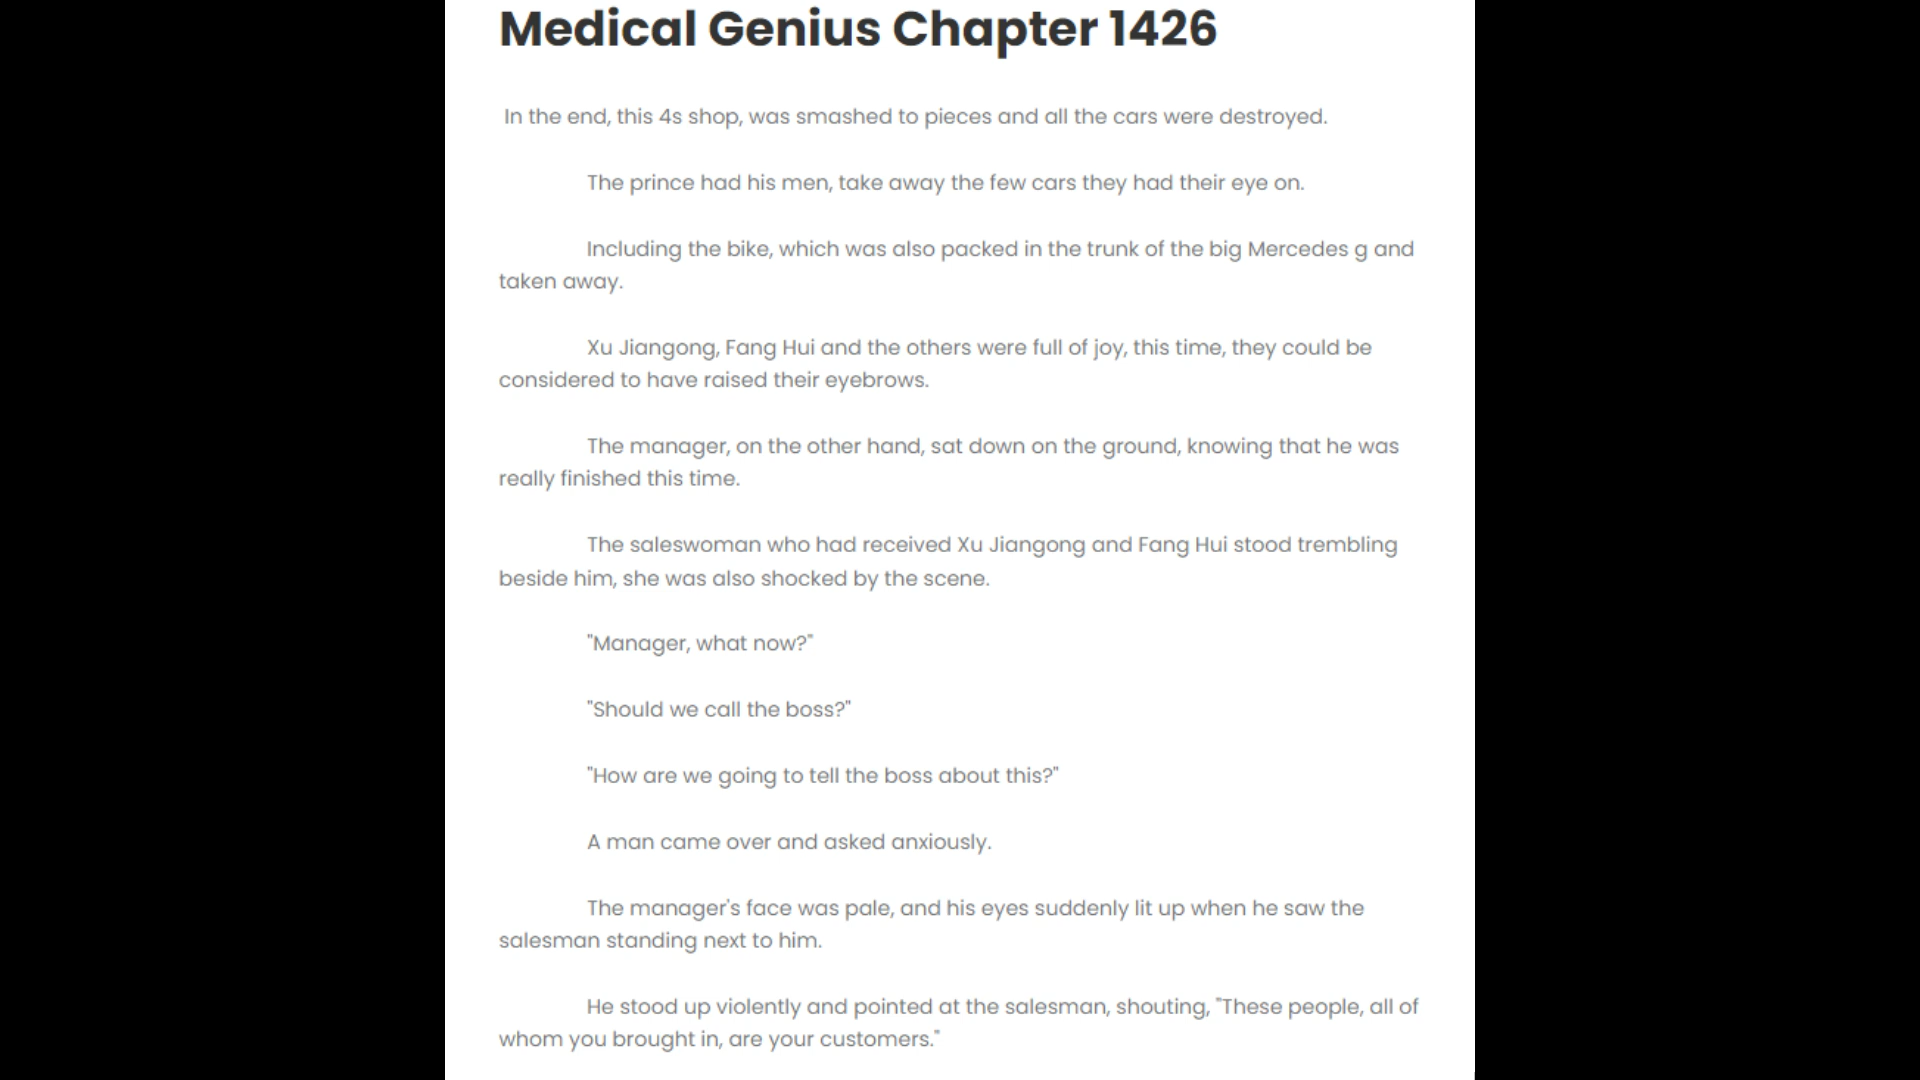 Medical Genius Chapter 1426
In the end, this 4s shop, was smashed to pieces and all the cars were destroyed.
The prince had his men, take away the few cars they had their eye on.
Including the bike, which was also packed in the trunk of the big Mercedes g and
taken away.
Xu Jiangong, Fang Hui and the others were full of joy, this time, they could be
considered to have raised their eyebrows.
The manager, on the other hand, sat down on the ground, knowing that he was
really finished this time.
The saleswoman who had received Xu Jiangong and Fang Hui stood trembling
beside him, she was also shocked by the scene.
"Manager, what now?"
"Should we call the boss?"
"How are we going to tell the boss about this?"
A man came over and asked anxiously.
The manager's face was pale, and his eyes suddenly lit up when he saw the
salesman standing next to him.
He stood up violently and pointed at the salesman, shouting, "These people, all of
whom you brought in, are your customers."